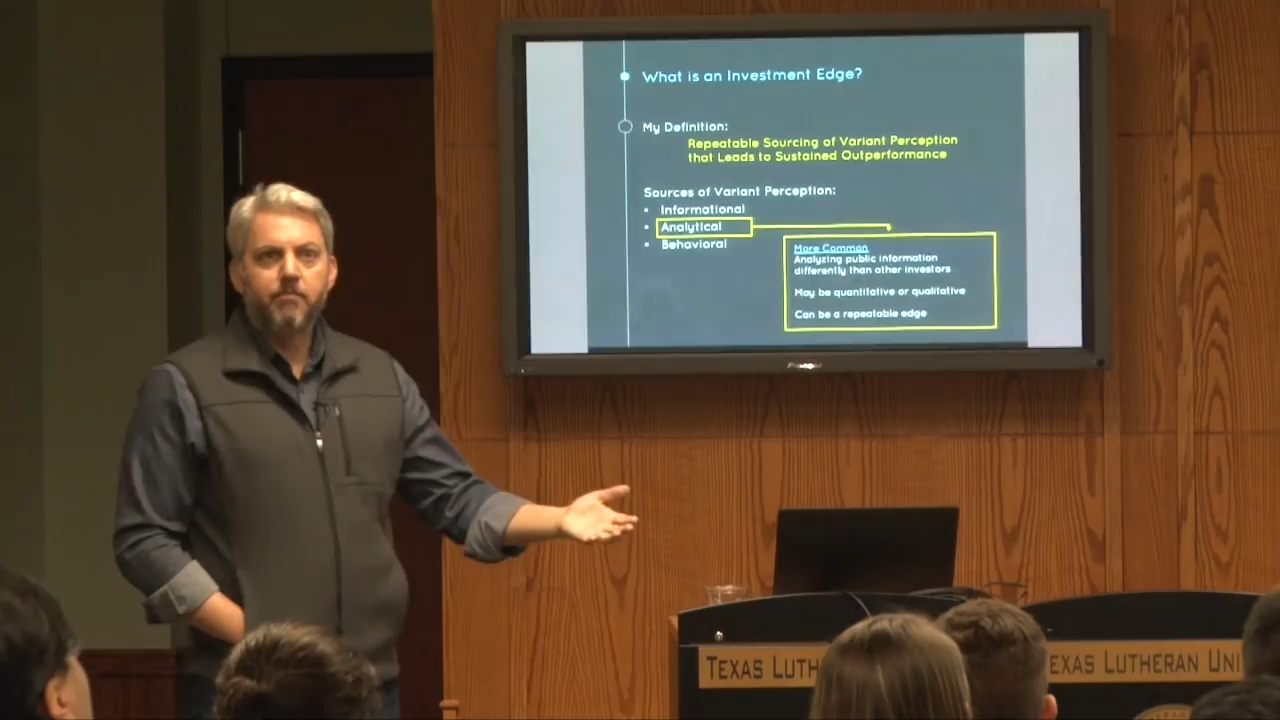 What is an Investment Edge?
My Definition:
Repeatable Sourcing of Variant Perception
that Leads to Sustained Outperformance
Sources of Variant Perception:
▪ Informational
▪ Analytical
▪ Behavioral
More Common
Analyzing public information
differently than other investors
May be quantitative or qualitative
Can be a repeatable edge
TEXAS LUTH
EXAS LUTHERAN UNI